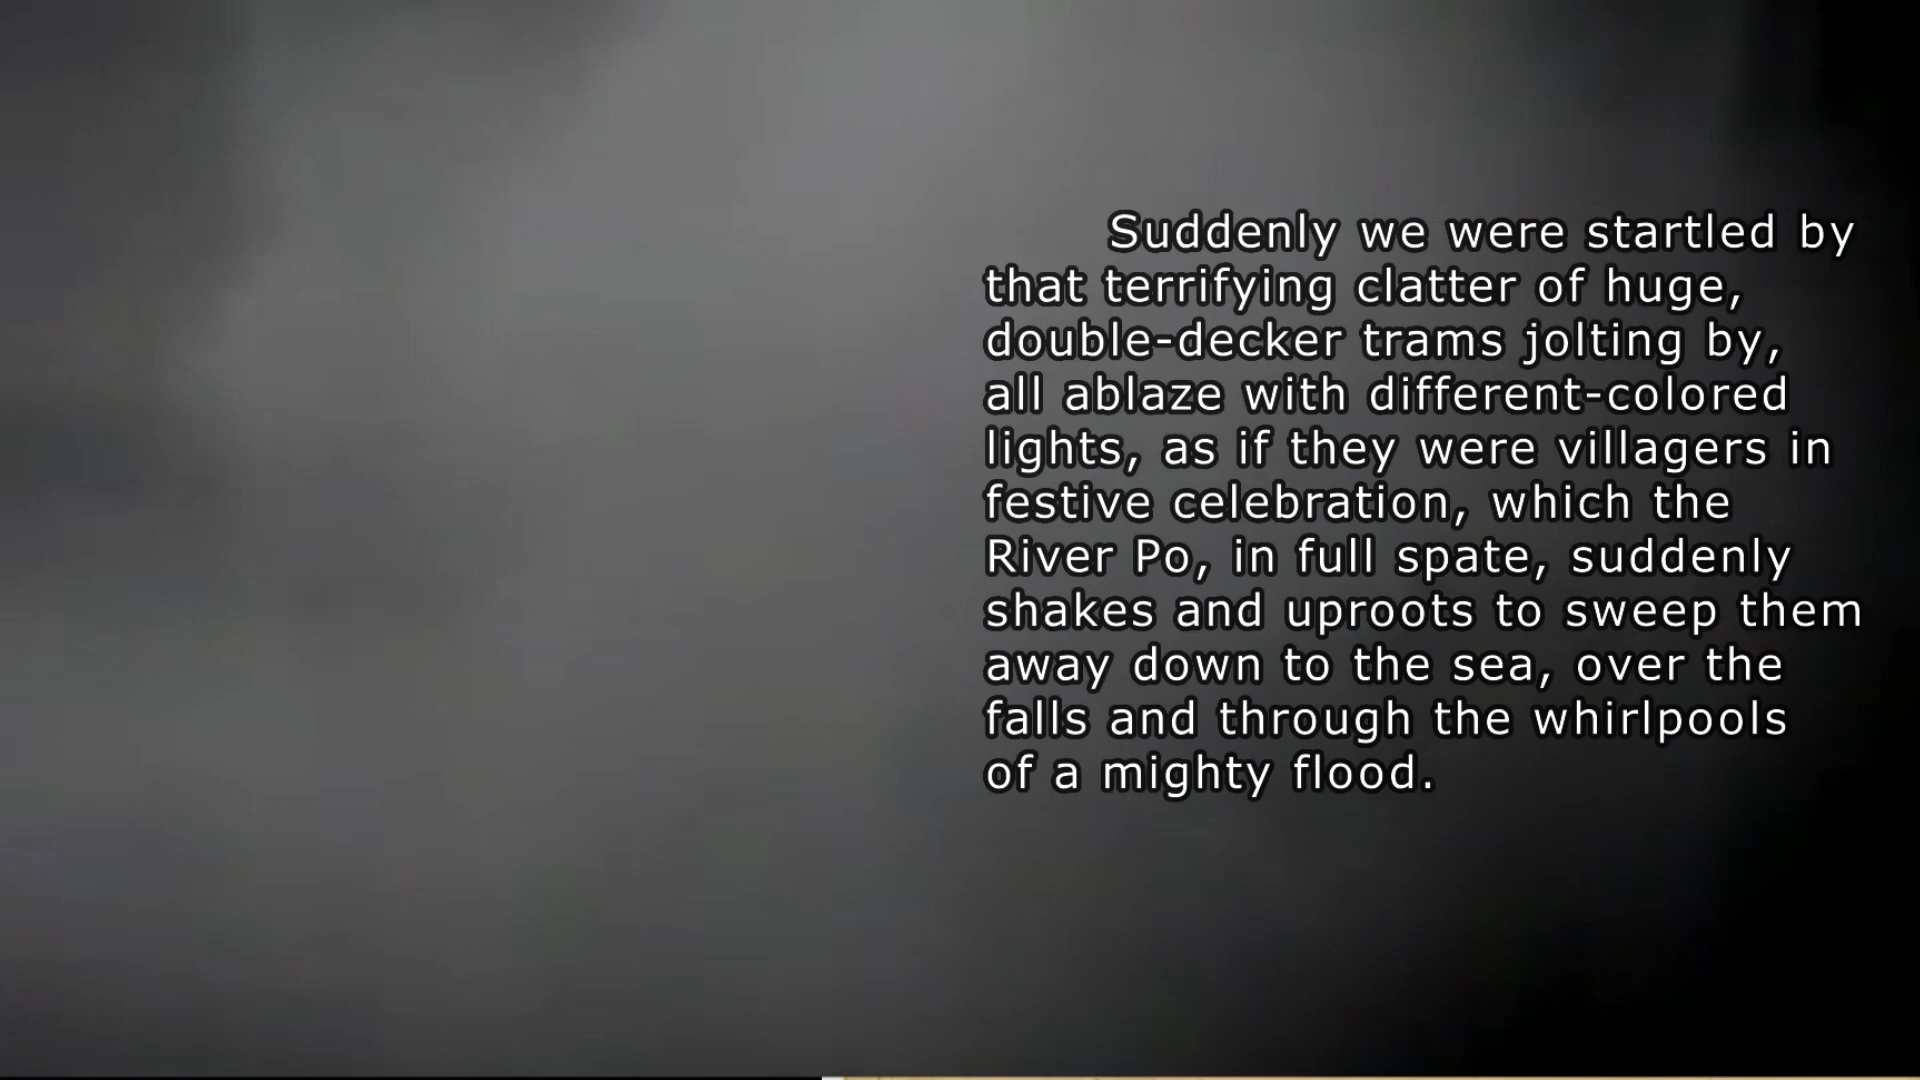 Suddenly we were startled by
that terrifying clatter of huge,
double-decker trams jolting by,
all ablaze with different-colored
lights, as if they were villagers in
festive celebration, which the
River Po, in full spate, suddenly
shakes and uproots to sweep them
away down to the sea, over the
falls and through the whirlpools
of a mighty flood.